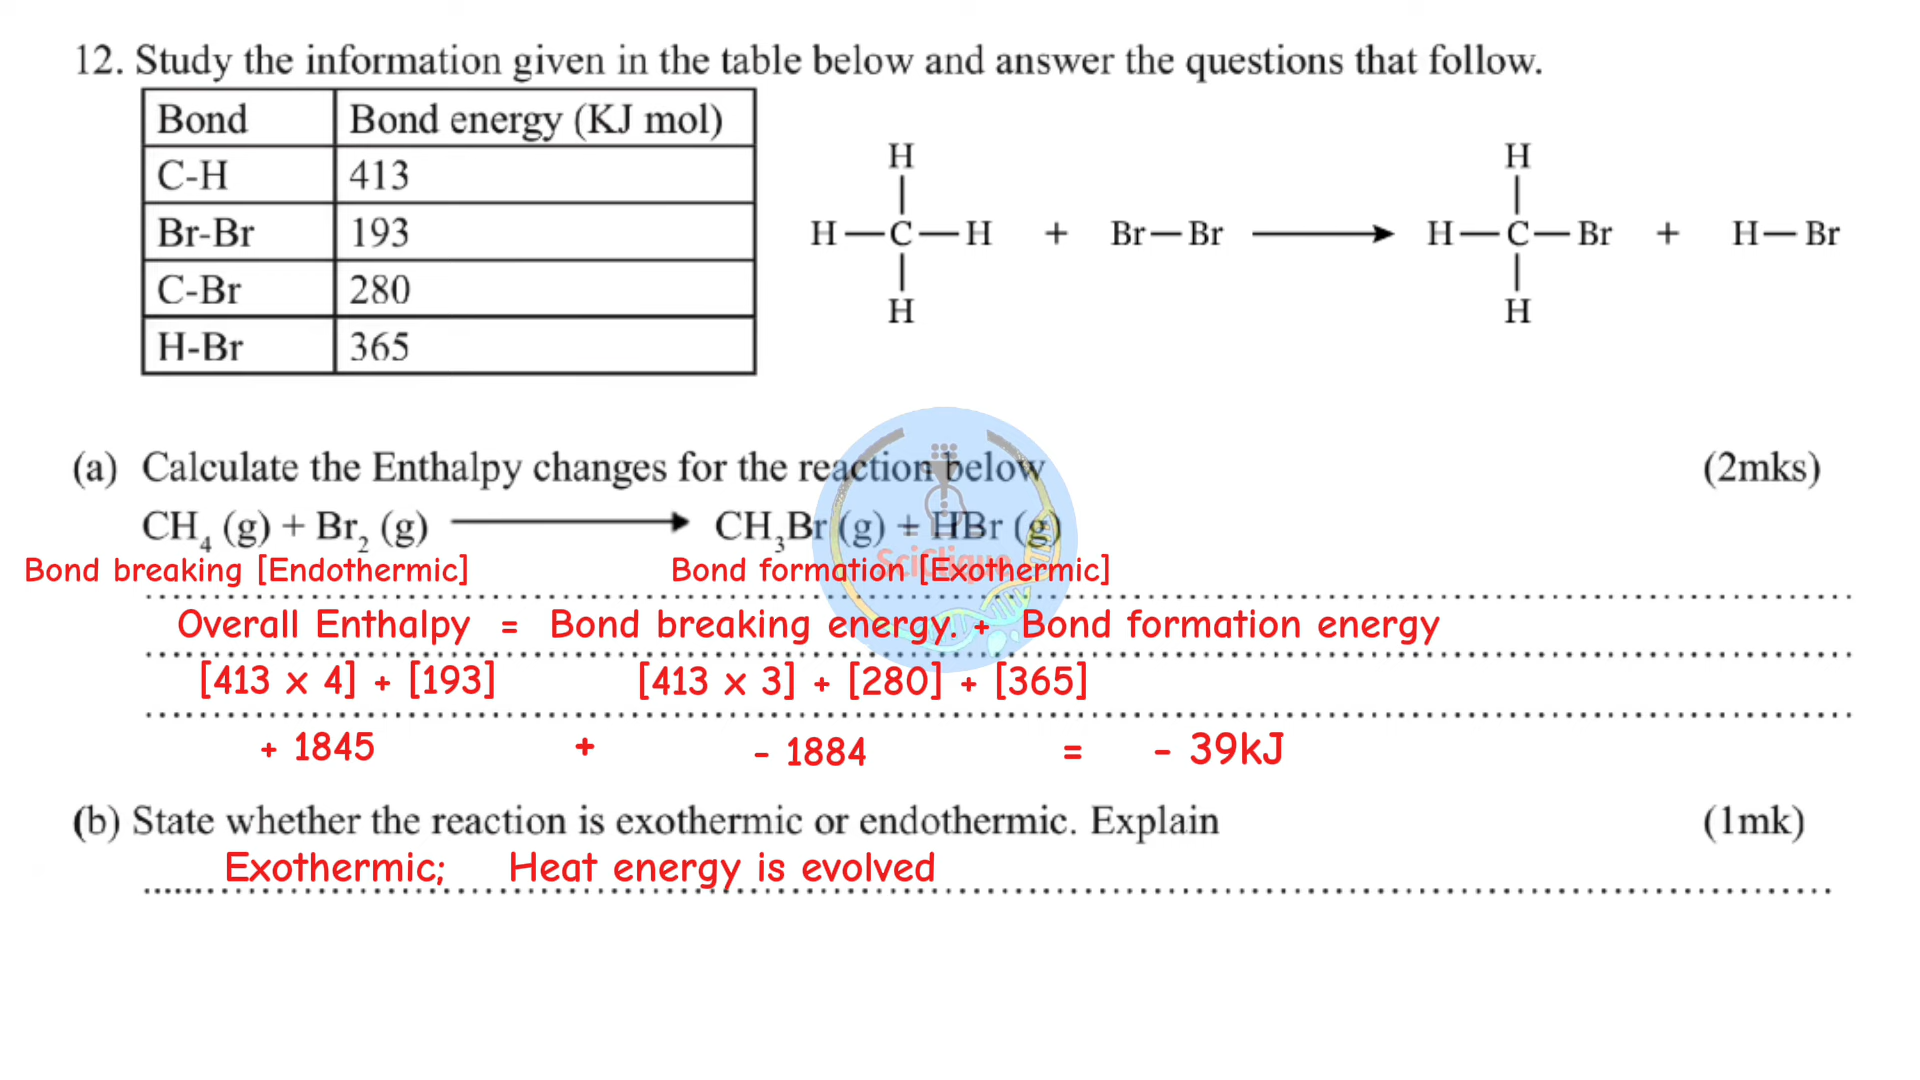 12. Study the information given in the table below and answer the questions that follow.
Bond Bond energy (KJ mol)
C-H 413
Br-Br 193
C-Br 280
H-Br 365
H H
H—C—H + Br—Br ⟶ H—C—Br + H—Br
H H
(a) Calculate the Enthalpy changes for the reaction below (2mks)
CH₄ (g) + Br₂ (g) ⟶ CH₃Br (g) + HBr (g)
SciClique
Bond breaking [Endothermic] Bond formation [Exothermic]
Overall Enthalpy = Bond breaking energy. + Bond formation energy
[413 x 4] + [193] [413 x 3] + [280] + [365]
+ 1845 + - 1884 = - 39kJ
(b) State whether the reaction is exothermic or endothermic. Explain (1mk)
Exothermic; Heat energy is evolved